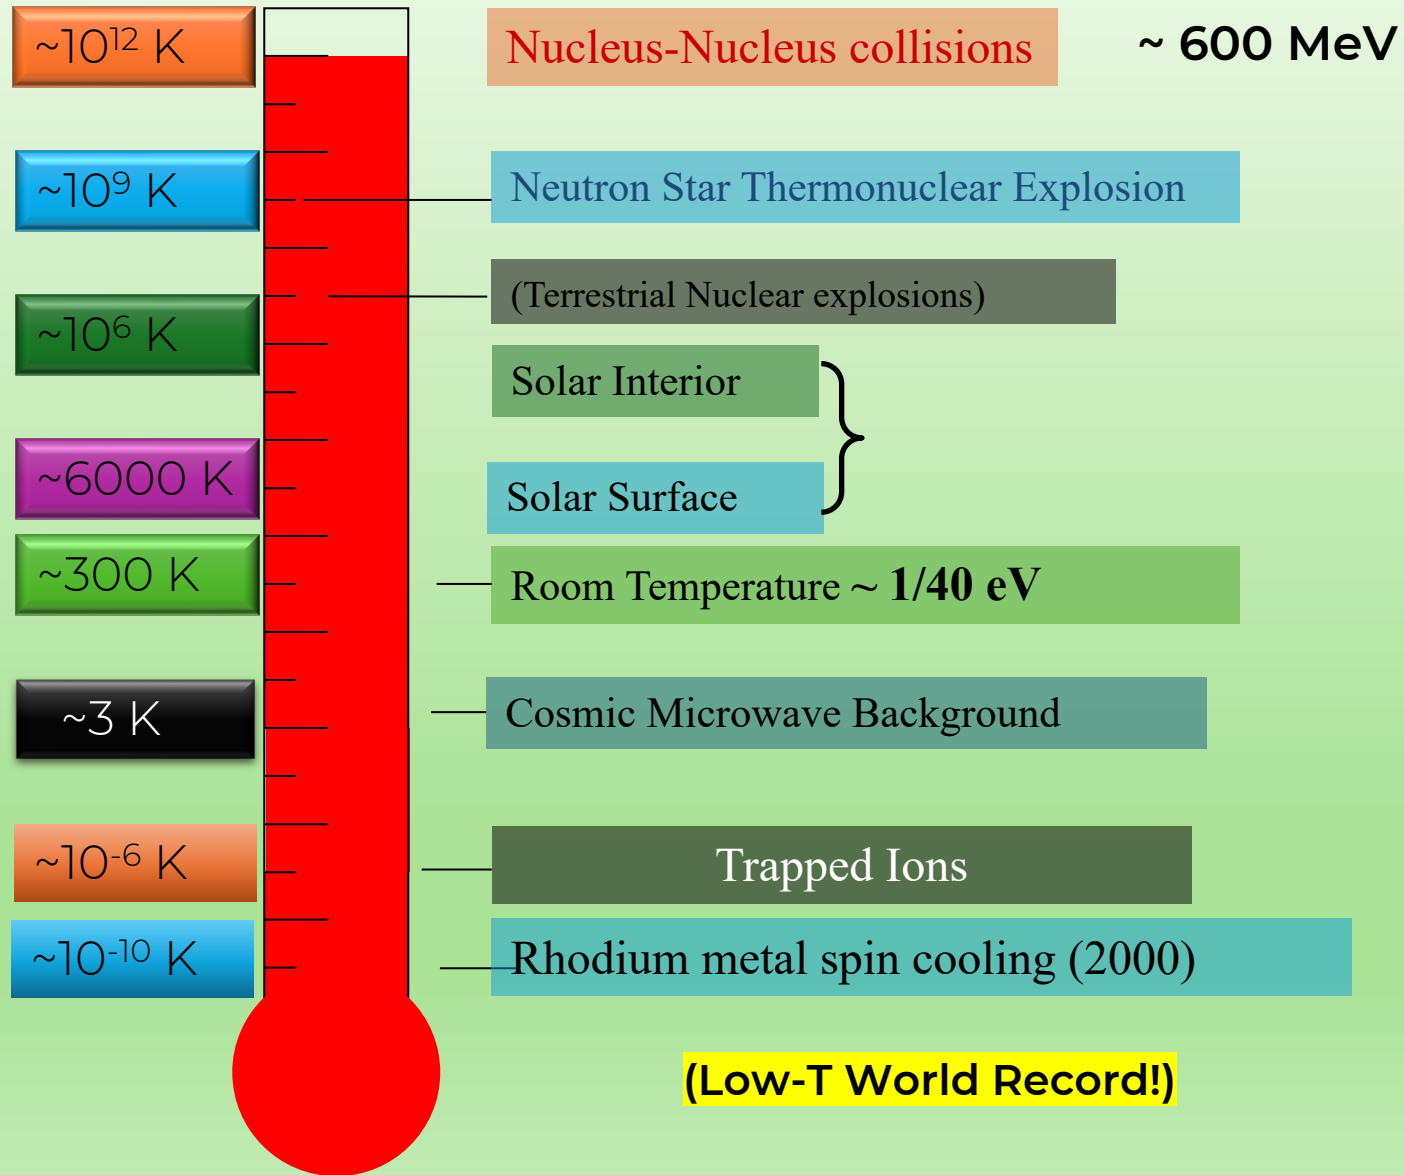 ~10¹² K
Nucleus-Nucleus collisions
~ 600 MeV
~10⁹ K
Neutron Star Thermonuclear Explosion
(Terrestrial Nuclear explosions)
~10⁶ K
Solar Interior
~6000 K
Solar Surface
~300 K
Room Temperature ~ 1/40 eV
~3 K
Cosmic Microwave Background
~10⁻⁶ K
Trapped Ions
~10⁻¹⁰ K
Rhodium metal spin cooling (2000)
(Low-T World Record!)